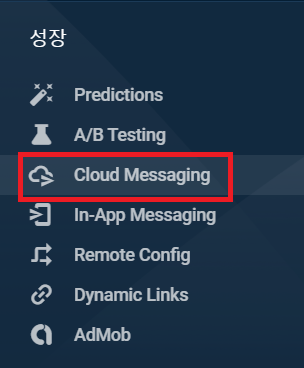 성장
Predictions
A/B Testing
Cloud Messaging
In-App Messaging
Remote Config
Dynamic Links
AdMob